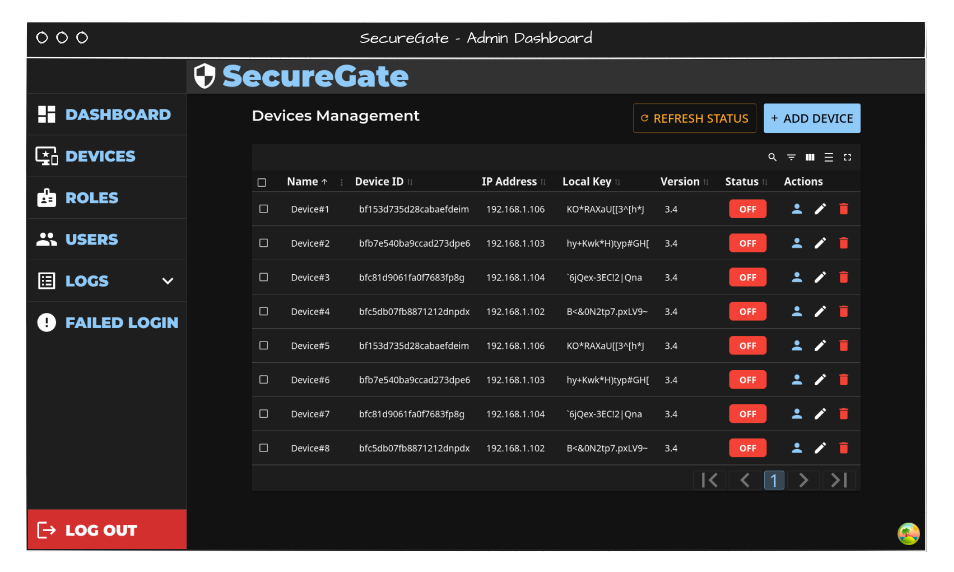 SecureGate - Admin Dashboard
SecureGate
DASHBOARD
DEVICES
ROLES
USERS
LOGS
FAILED LOGIN
LOG OUT
Devices Management
REFRESH STATUS
+ ADD DEVICE
Name Device ID IP Address Local Key Version Status Actions
Device#1 bf153d735d28cabaefdeim 192.168.1.106 KO*RAXaU[[3^[h*J 3.4 OFF
Device#2 bfb7e540ba9ccad273dpe6 192.168.1.103 hy+Kwk*H)typ#GH[ 3.4 OFF
Device#3 bfc81d9061fa0f7683fp8g 192.168.1.104 `6jQex-3EC!2|Qna 3.4 OFF
Device#4 bfc5db07fb8871212dnpdx 192.168.1.102 B<&0N2tp7.pxLV9~ 3.4 OFF
Device#5 bf153d735d28cabaefdeim 192.168.1.106 KO*RAXaU[[3^[h*J 3.4 OFF
Device#6 bfb7e540ba9ccad273dpe6 192.168.1.103 hy+Kwk*H)typ#GH[ 3.4 OFF
Device#7 bfc81d9061fa0f7683fp8g 192.168.1.104 `6jQex-3EC!2|Qna 3.4 OFF
Device#8 bfc5db07fb8871212dnpdx 192.168.1.102 B<&0N2tp7.pxLV9~ 3.4 OFF
1